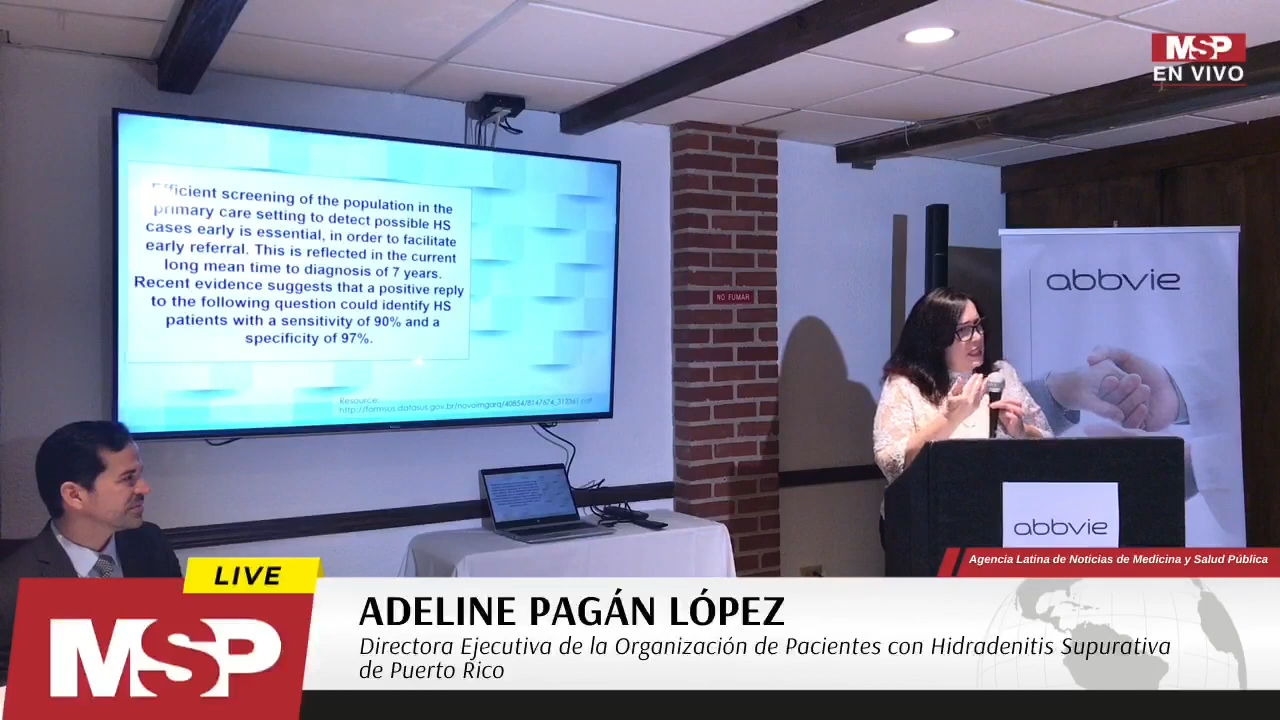 MSP
EN VIVO
Efficient screening of the population in the
primary care setting to detect possible HS
cases early is essential, in order to facilitate
early referral. This is reflected in the current
long mean time to diagnosis of 7 years.
Recent evidence suggests that a positive reply
to the following question could identify HS
patients with a sensitivity of 90% and a
specificity of 97%.
Resource:
NO FUMAR
abbvie
abbvie
Agencia Latina de Noticias de Medicina y Salud Pública
LIVE
MSP
ADELINE PAGÁN LÓPEZ
Directora Ejecutiva de la Organización de Pacientes con Hidradenitis Supurativa
de Puerto Rico